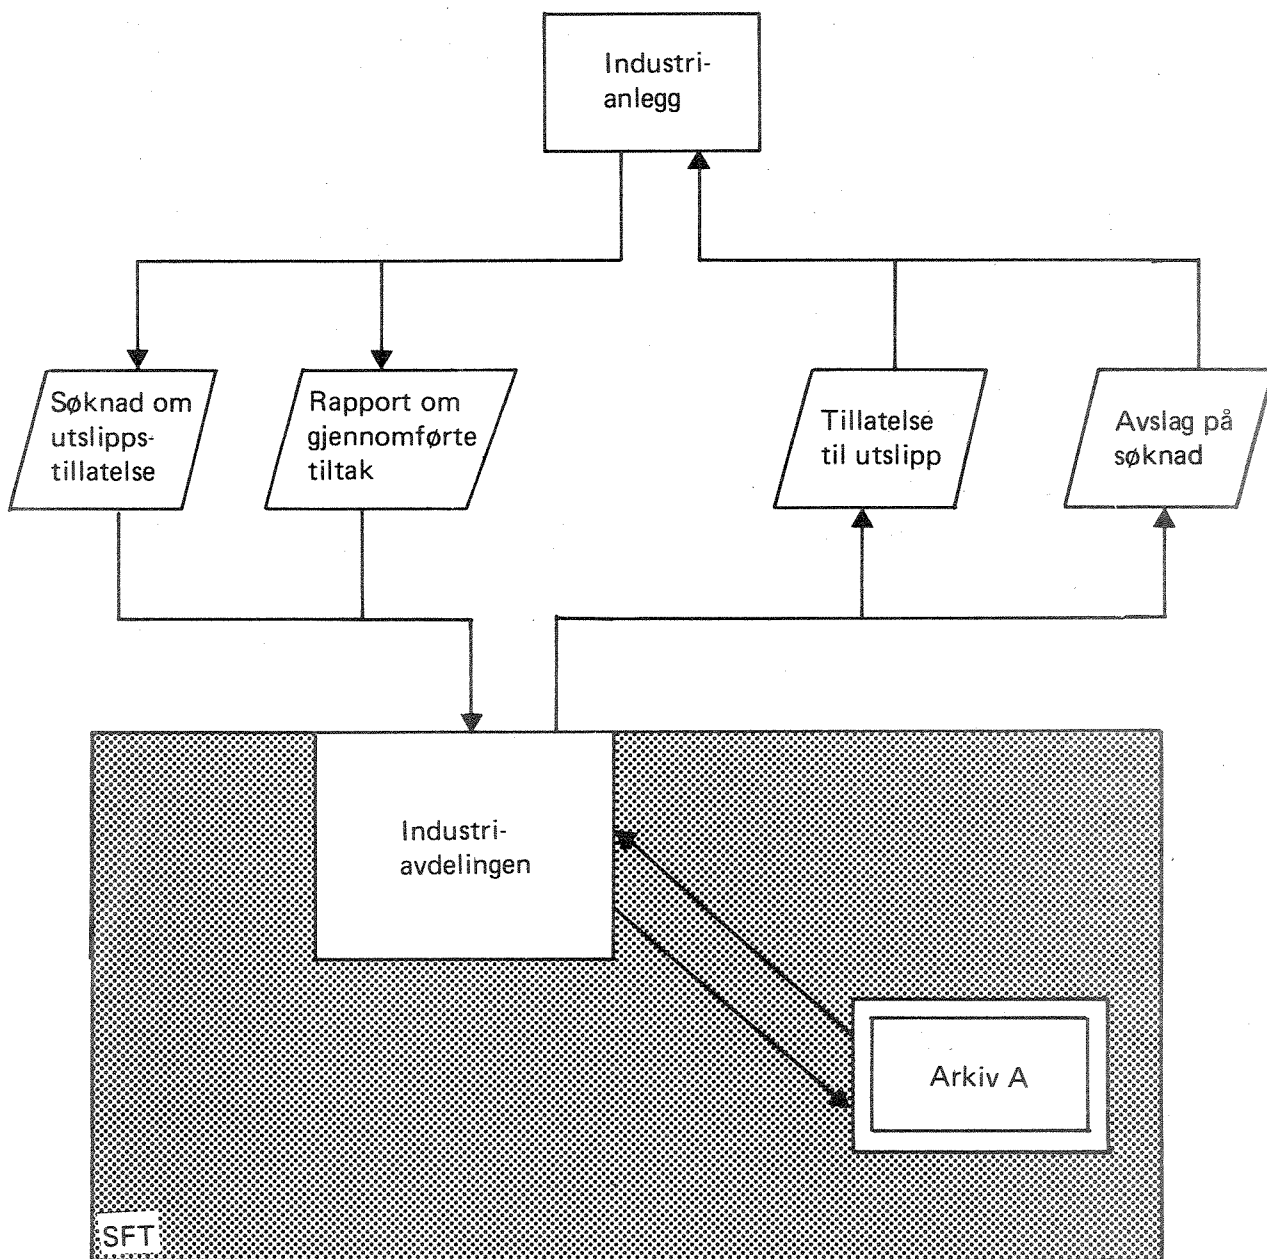 Industri-
anlegg
Søknad om
utslipps-
tillatelse
Rapport om
gjennomførte
tiltak
Tillatelse
til utslipp
Avslag på
søknad
Industri-
avdelingen
Arkiv A
SFT